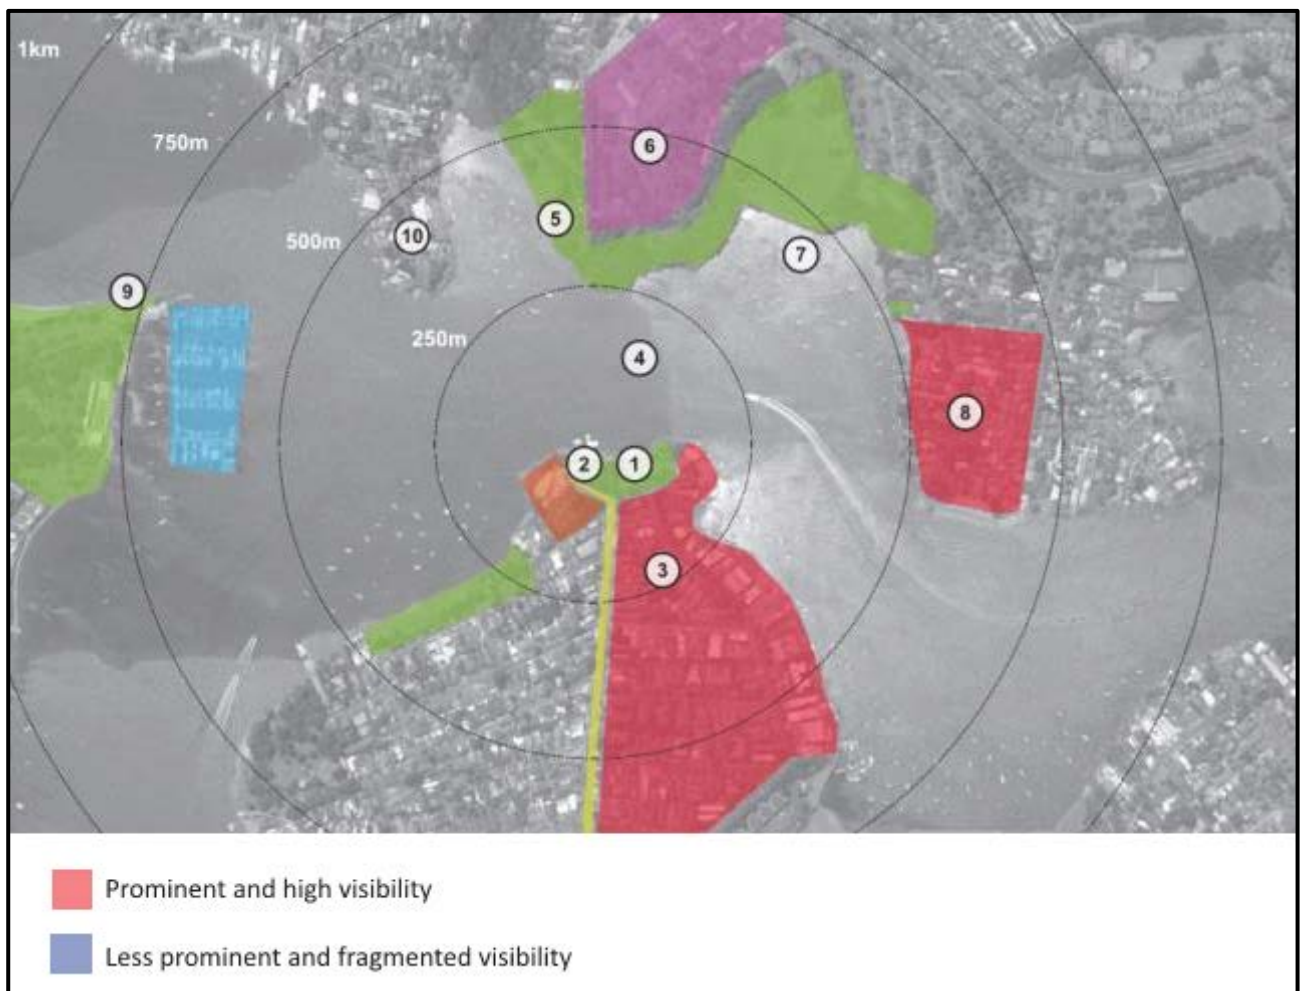 1km
750m
6
5
10
500m
7
9
250m
4
8
2
1
3
Prominent and high visibility
Less prominent and fragmented visibility